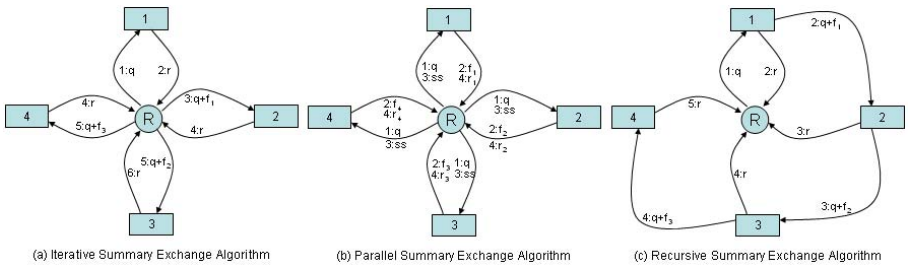 1
1:q
2:r
4:r
4
R
3:q+f1
2
5:q+f3
4:r
5:q+f2
6:r
3
(a) Iterative Summary Exchange Algorithm
1
1:q
3:ss
2:f1
4:r1
2:f4
4:r4
4
R
1:q
3:ss
2
1:q
3:ss
2:f2
4:r2
2:f3
4:r3
1:q
3:ss
3
(b) Parallel Summary Exchange Algorithm
1
2:q+f1
1:q
2:r
5:r
4
R
2
3:r
4:r
4:q+f3
3:q+f2
3
(c) Recursive Summary Exchange Algorithm